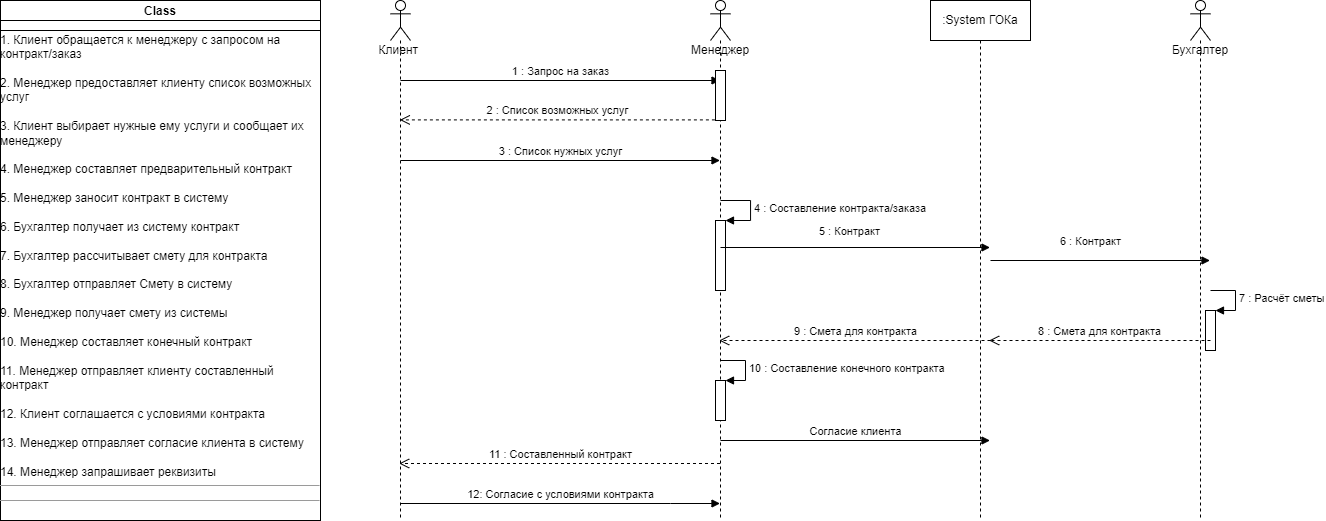 Class
1. Клиент обращается к менеджеру с запросом на
контракт/заказ
2. Менеджер предоставляет клиенту список возможных
услуг
3. Клиент выбирает нужные ему услуги и сообщает их
менеджеру
4. Менеджер составляет предварительный контракт
5. Менеджер заносит контракт в систему
6. Бухгалтер получает из систему контракт
7. Бухгалтер рассчитывает смету для контракта
8. Бухгалтер отправляет Смету в систему
9. Менеджер получает смету из системы
10. Менеджер составляет конечный контракт
11. Менеджер отправляет клиенту составленный
контракт
12. Клиент соглашается с условиями контракта
13. Менеджер отправляет согласие клиента в систему
14. Менеджер запрашивает реквизиты
Клиент
Менеджер
:System ГОКа
Бухгалтер
1 : Запрос на заказ
2 : Список возможных услуг
3 : Список нужных услуг
4 : Составление контракта/заказа
5 : Контракт
6 : Контракт
7 : Расчёт сметы
9 : Смета для контракта
8 : Смета для контракта
10 : Составление конечного контракта
Согласие клиента
11 : Составленный контракт
12: Согласие с условиями контракта